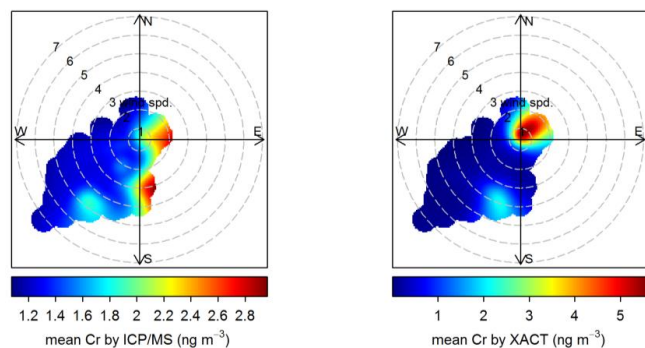 N
7
6
5
4
3 wind spd.
W
1
E
S
1.2 1.4 1.6 1.8 2 2.2 2.4 2.6 2.8
mean Cr by ICP/MS (ng m⁻³)
N
7
6
5
4
3 wind spd.
2
W
E
S
1 2 3 4 5
mean Cr by XACT (ng m⁻³)